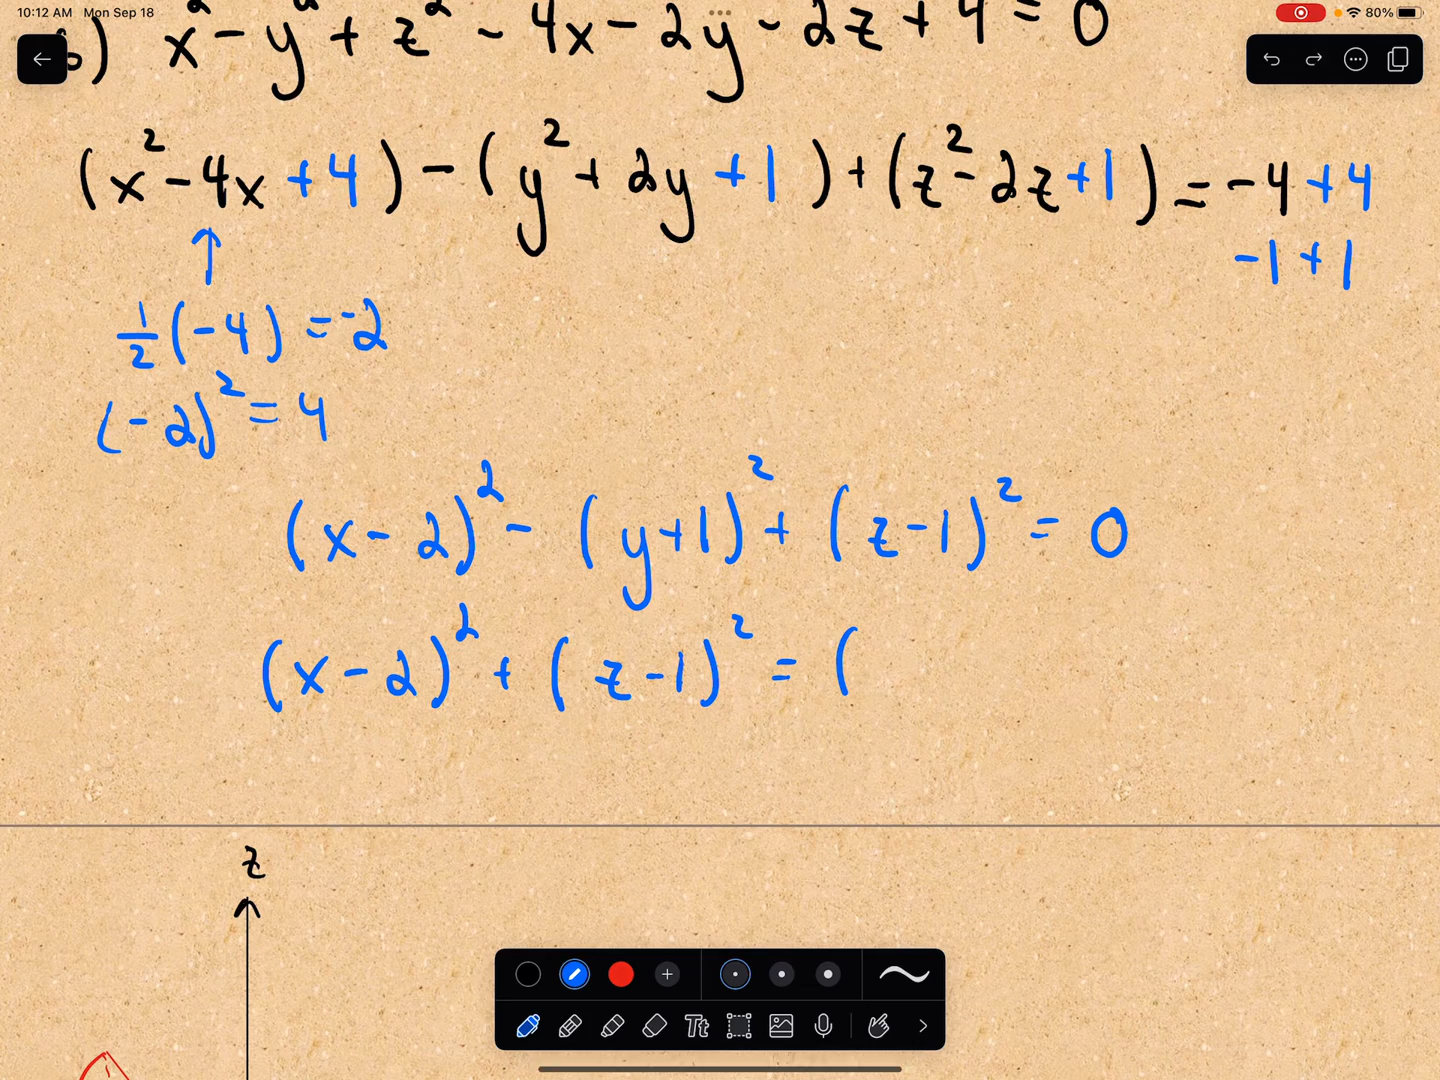 10:12 AM Mon Sep 18
80%
6) x² - y² + z² - 4x - 2y - 2z + 4 = 0
(x² - 4x + 4) - (y² + 2y + 1) + (z² - 2z + 1) = -4 + 4
-1 + 1
↑
1/2 (-4) = -2
(-2)² = 4
(x - 2)² - (y + 1)² + (z - 1)² = 0
(x - 2)² + (z - 1)² = (
z
Tt